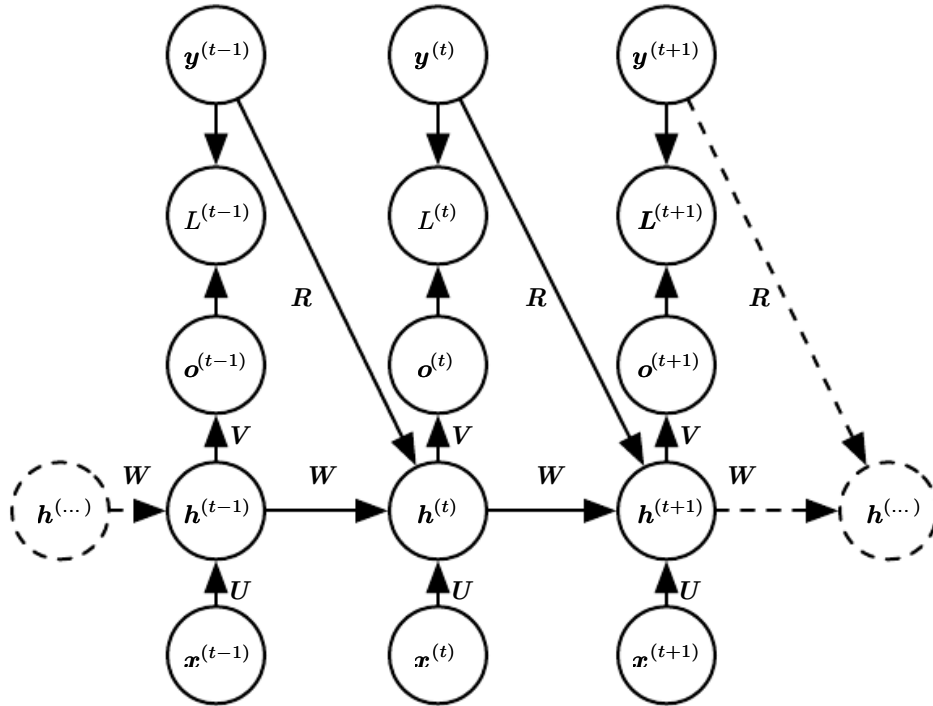 y^(t−1) y^(t) y^(t+1)
L^(t−1) L^(t) L^(t+1)
R R R
o^(t−1) o^(t) o^(t+1)
V V V
W W W W
h^(...) h^(t−1) h^(t) h^(t+1) h^(...)
U U U
x^(t−1) x^(t) x^(t+1)